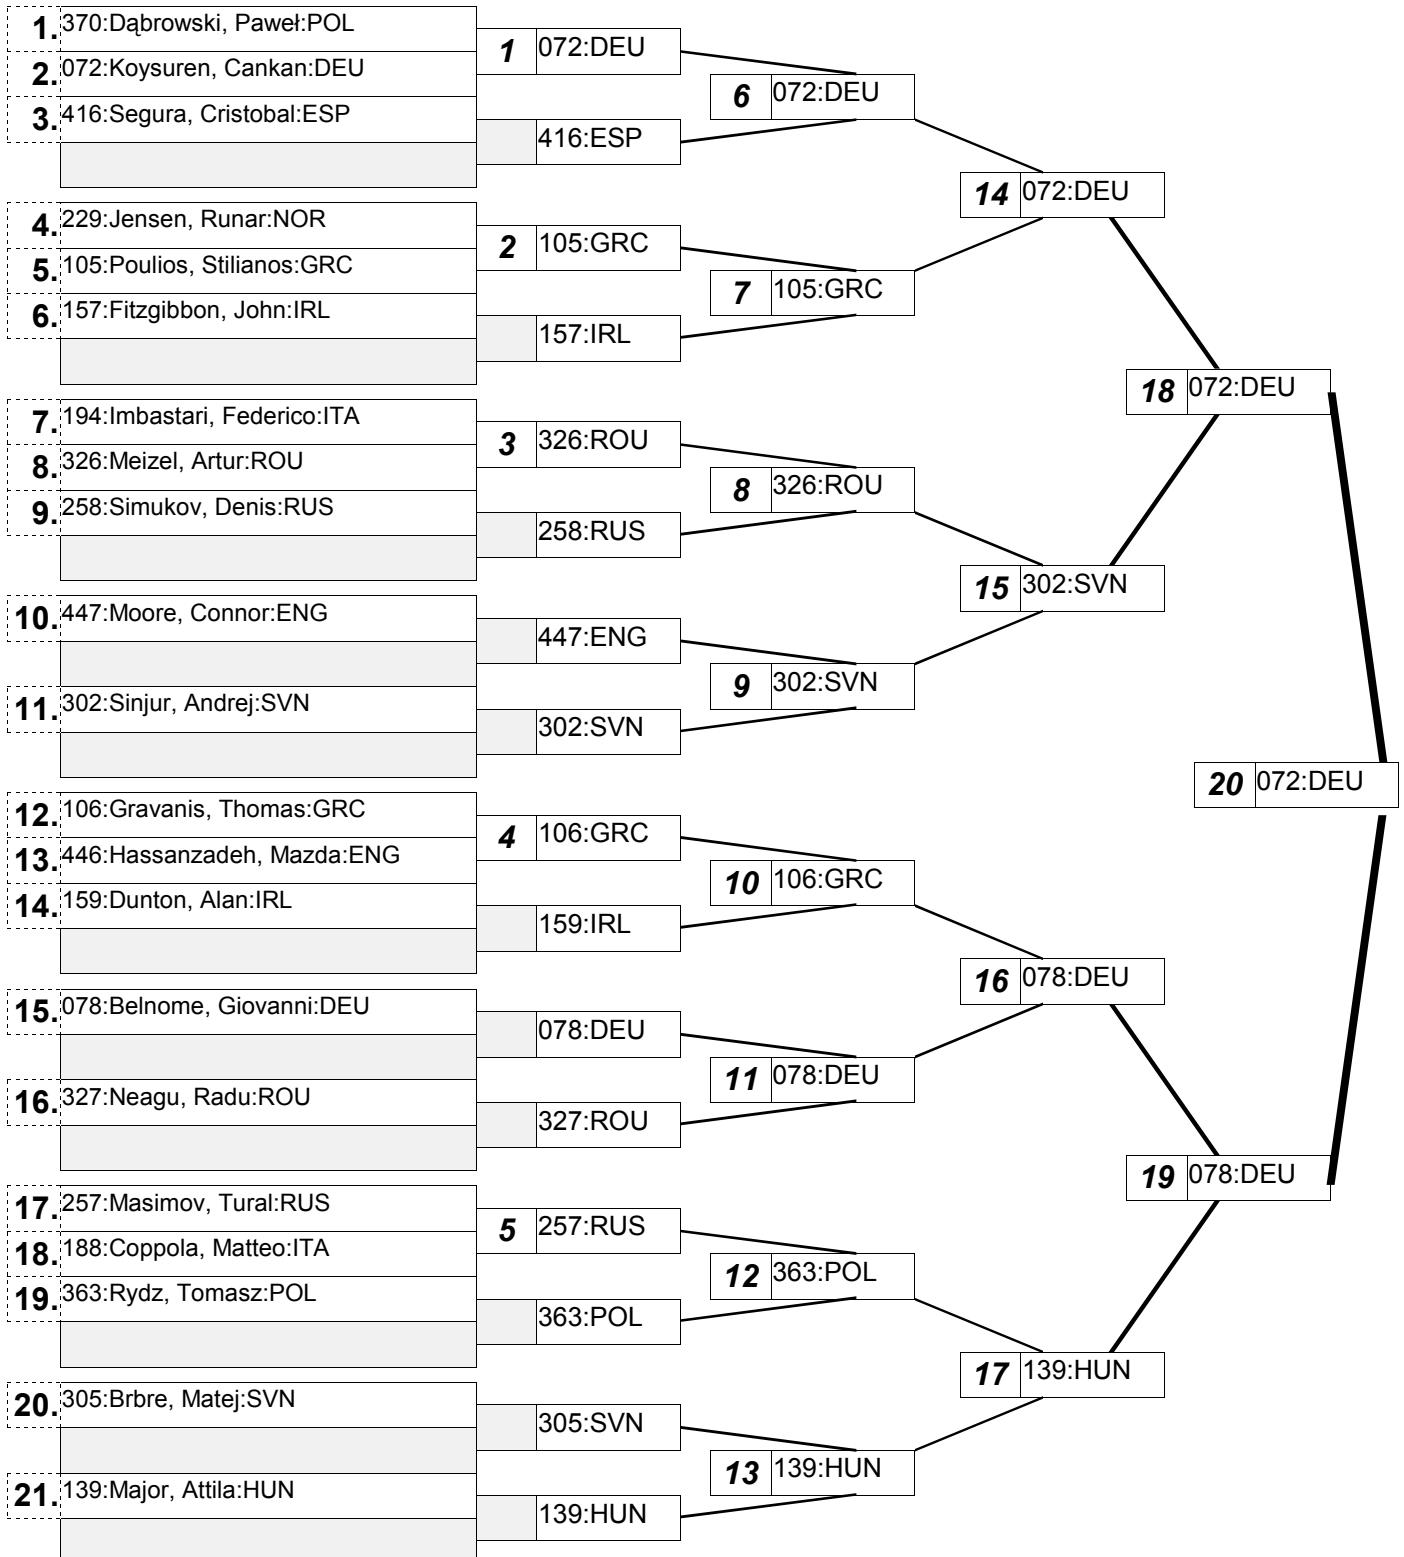 1. 370:Dąbrowski, Paweł:POL
1 072:DEU
2. 072:Koysuren, Cankan:DEU
6 072:DEU
3. 416:Segura, Cristobal:ESP
416:ESP
14 072:DEU
4. 229:Jensen, Runar:NOR
2 105:GRC
5. 105:Poulios, Stilianos:GRC
7 105:GRC
6. 157:Fitzgibbon, John:IRL
157:IRL
18 072:DEU
7. 194:Imbastari, Federico:ITA
3 326:ROU
8. 326:Meizel, Artur:ROU
8 326:ROU
9. 258:Simukov, Denis:RUS
258:RUS
15 302:SVN
10. 447:Moore, Connor:ENG
447:ENG
9 302:SVN
11. 302:Sinjur, Andrej:SVN
302:SVN
20 072:DEU
12. 106:Gravanis, Thomas:GRC
4 106:GRC
13. 446:Hassanzadeh, Mazda:ENG
10 106:GRC
14. 159:Dunton, Alan:IRL
159:IRL
16 078:DEU
15. 078:Belnome, Giovanni:DEU
078:DEU
11 078:DEU
16. 327:Neagu, Radu:ROU
327:ROU
19 078:DEU
17. 257:Masimov, Tural:RUS
5 257:RUS
18. 188:Coppola, Matteo:ITA
12 363:POL
19. 363:Rydz, Tomasz:POL
363:POL
17 139:HUN
20. 305:Brbre, Matej:SVN
305:SVN
13 139:HUN
21. 139:Major, Attila:HUN
139:HUN